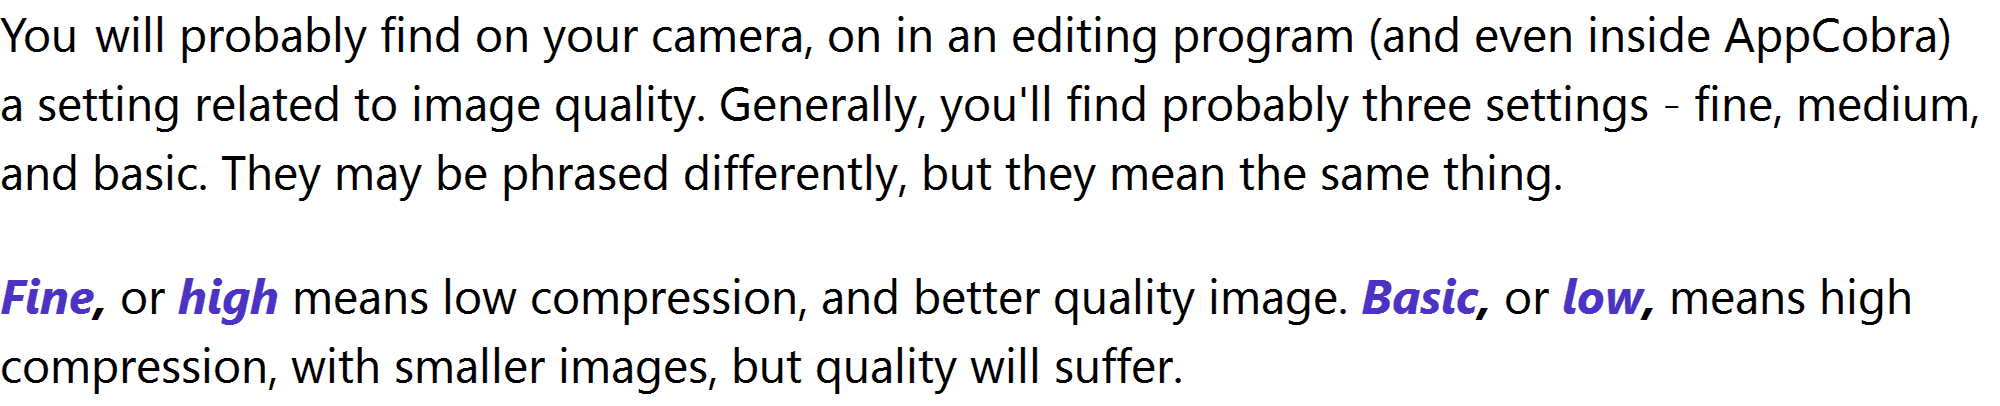 You will probably find on your camera, on in an editing program (and even inside AppCobra)
a setting related to image quality. Generally, you'll find probably three settings - fine, medium,
and basic. They may be phrased differently, but they mean the same thing.
Fine, or high means low compression, and better quality image. Basic, or low, means high
compression, with smaller images, but quality will suffer.